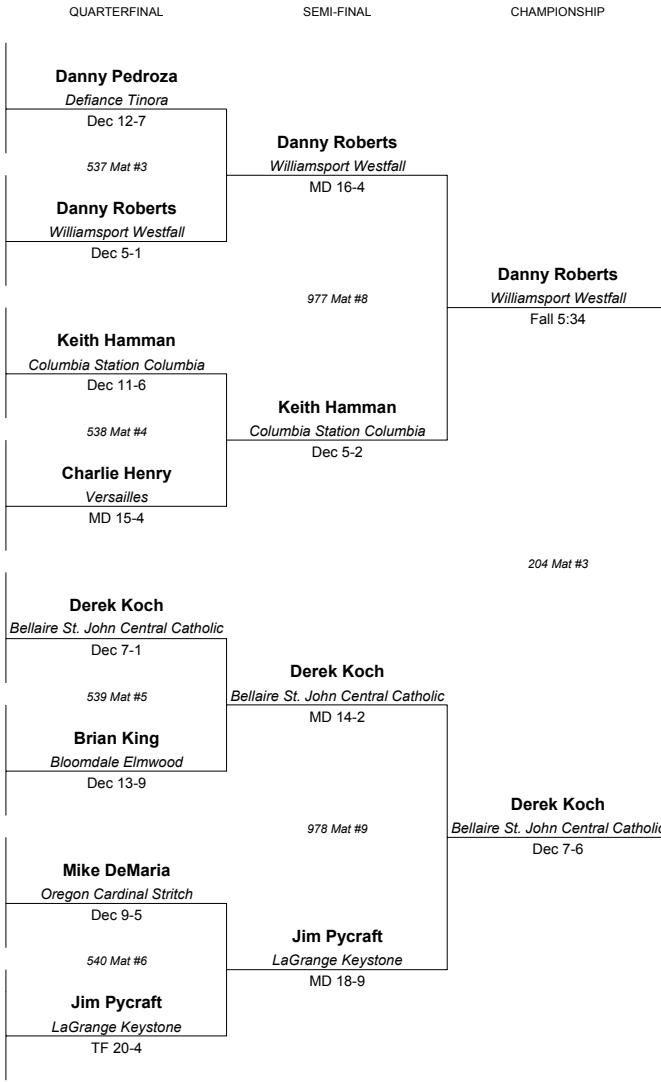 QUARTERFINAL
SEMI-FINAL
CHAMPIONSHIP
Danny Pedroza
Defiance Tinora
Dec 12-7
537 Mat #3
Danny Roberts
Williamsport Westfall
Dec 5-1
Danny Roberts
Williamsport Westfall
MD 16-4
977 Mat #8
Danny Roberts
Williamsport Westfall
Fall 5:34
Keith Hamman
Columbia Station Columbia
Dec 11-6
538 Mat #4
Charlie Henry
Versailles
MD 15-4
Keith Hamman
Columbia Station Columbia
Dec 5-2
204 Mat #3
Derek Koch
Bellaire St. John Central Catholic
Dec 7-1
539 Mat #5
Brian King
Bloomdale Elmwood
Dec 13-9
Derek Koch
Bellaire St. John Central Catholic
MD 14-2
978 Mat #9
Derek Koch
Bellaire St. John Central Catholic
Dec 7-6
Mike DeMaria
Oregon Cardinal Stritch
Dec 9-5
540 Mat #6
Jim Pycraft
LaGrange Keystone
TF 20-4
Jim Pycraft
LaGrange Keystone
MD 18-9